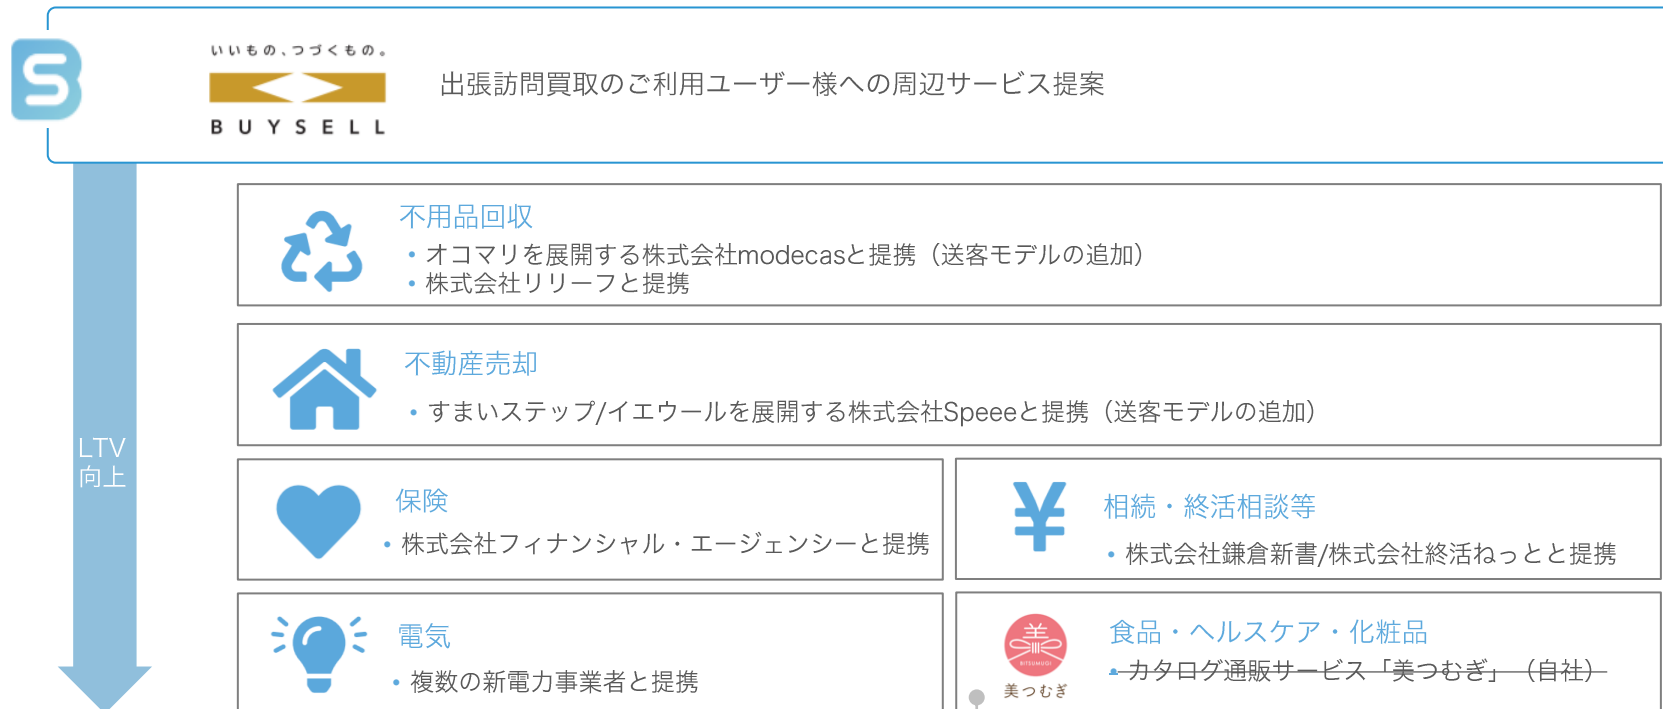 いいもの、つづくもの。
BUYSELL
出張訪問買取のご利用ユーザー様への周辺サービス提案
LTV
向上
不用品回収
・オコマリを展開する株式会社modecasと提携（送客モデルの追加）
・株式会社リリーフと提携
不動産売却
・すまいステップ/イエウールを展開する株式会社Speeeと提携（送客モデルの追加）
保険
・株式会社フィナンシャル・エージェンシーと提携
相続・終活相談等
・株式会社鎌倉新書/株式会社終活ねっとと提携
電気
・複数の新電力事業者と提携
美
BITSUMUGI
美つむぎ
食品・ヘルスケア・化粧品
・カタログ通販サービス「美つむぎ」（自社）